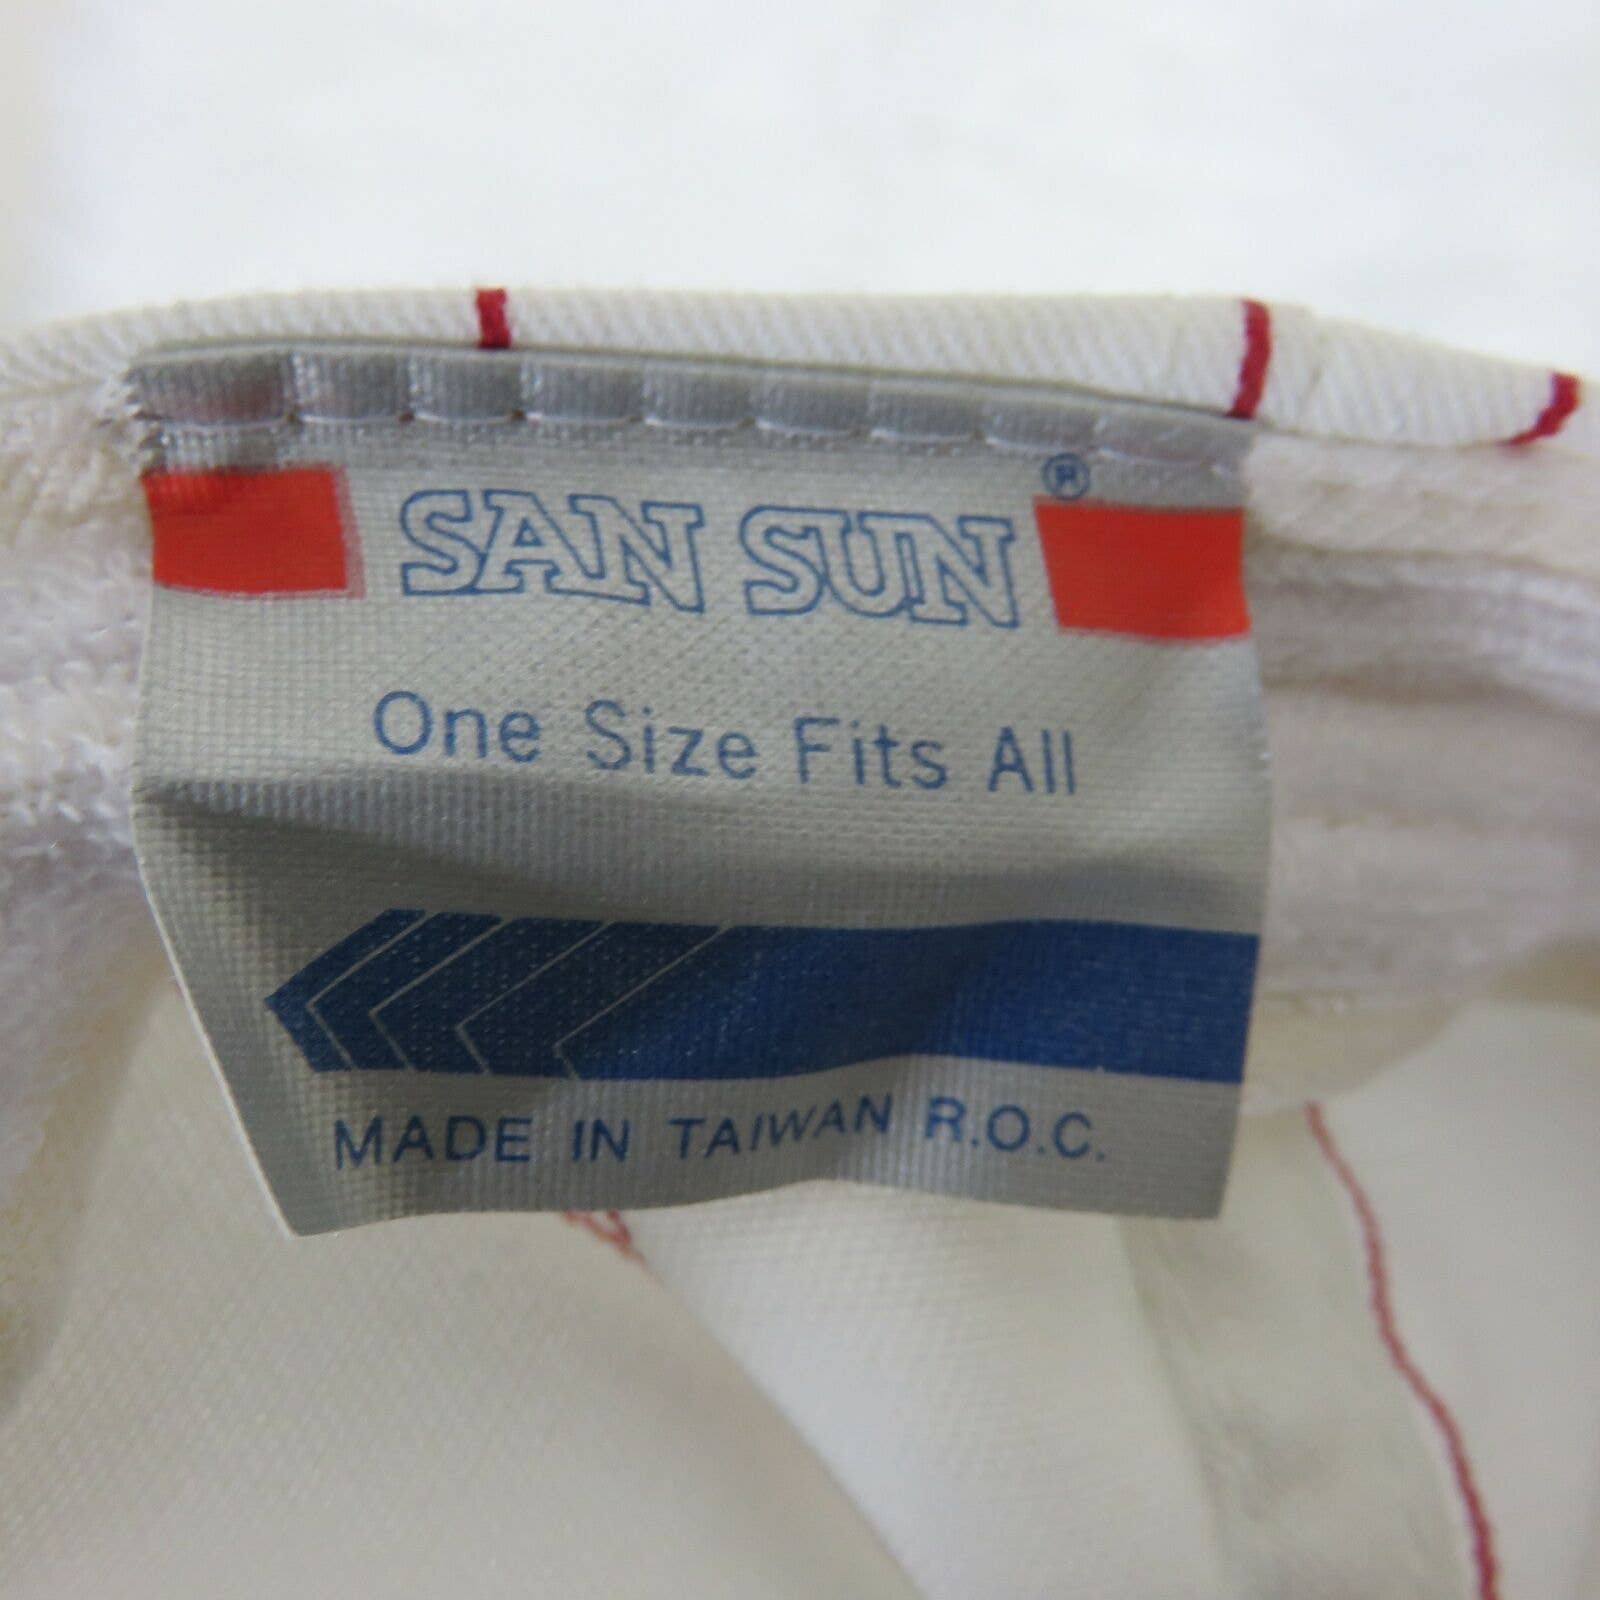 SAN SUN ®
One Size Fits All
MADE IN TAIWAN R.O.C.